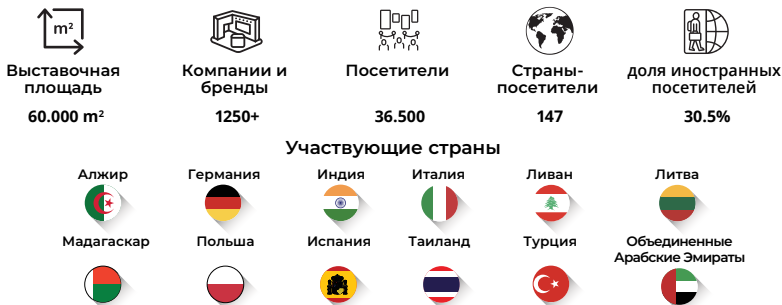 m²
Выставочная площадь
60.000 m²
Компании и бренды
1250+
Посетители
36.500
Страны-посетители
147
доля иностранных посетителей
30.5%
Участвующие страны
Алжир
Германия
Индия
Италия
Ливан
Литва
Мадагаскар
Польша
Испания
Таиланд
Турция
Объединенные
Арабские Эмираты